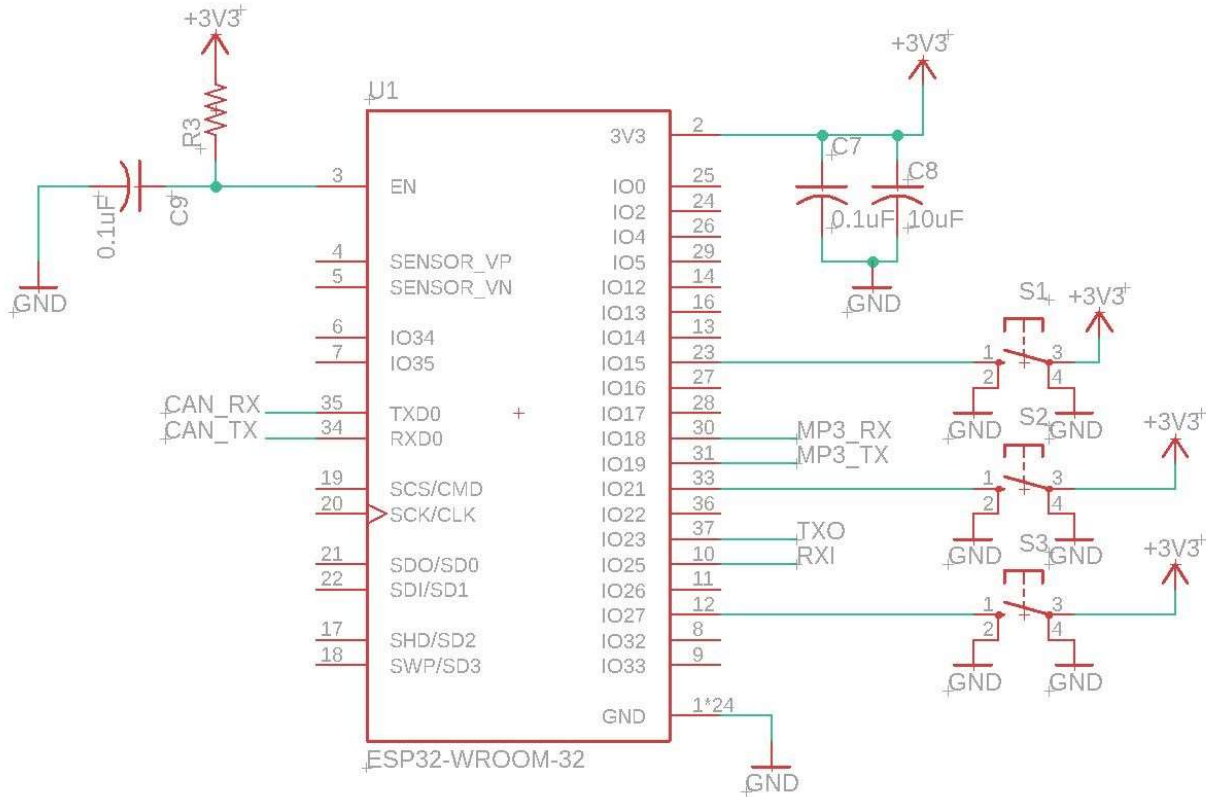 +3V3
R3
0.1uF
C9
GND
U1
3 EN
4 SENSOR_VP
5 SENSOR_VN
6 IO34
7 IO35
CAN_RX 35 TXD0
CAN_TX 34 RXD0
19 SCS/CMD
20 SCK/CLK
21 SDO/SD0
22 SDI/SD1
17 SHD/SD2
18 SWP/SD3
3V3 2
IO0 25
IO2 24
IO4 26
IO5 29
IO12 14
IO13 16
IO14 13
IO15 23
IO16 27
IO17 28
IO18 30 MP3_RX
IO19 31 MP3_TX
IO21 33
IO22 36
IO23 37 TXO
IO25 10 RXI
IO26 11
IO27 12
IO32 8
IO33 9
GND 1*24
GND
ESP32-WROOM-32
+3V3
C7
0.1uF
C8
10uF
GND
S1
+3V3
1 3
2 4
GND GND
S2
+3V3
1 3
2 4
GND GND
S3
+3V3
1 3
2 4
GND GND